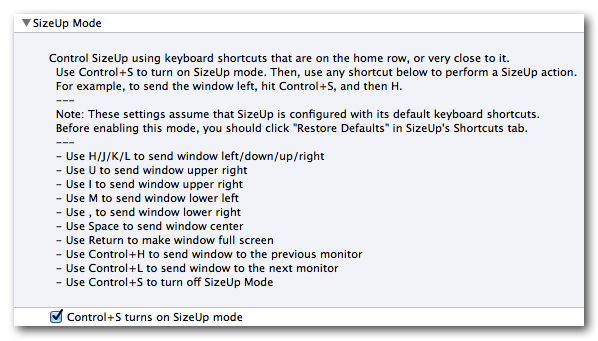 SizeUp Mode
Control SizeUp using keyboard shortcuts that are on the home row, or very close to it.
Use Control+S to turn on SizeUp mode. Then, use any shortcut below to perform a SizeUp action.
For example, to send the window left, hit Control+S, and then H.
---
Note: These settings assume that SizeUp is configured with its default keyboard shortcuts.
Before enabling this mode, you should click "Restore Defaults" in SizeUp's Shortcuts tab.
---
- Use H/J/K/L to send window left/down/up/right
- Use U to send window upper right
- Use I to send window upper right
- Use M to send window lower left
- Use , to send window lower right
- Use Space to send window center
- Use Return to make window full screen
- Use Control+H to send window to the previous monitor
- Use Control+L to send window to the next monitor
- Use Control+S to turn off SizeUp Mode
Control+S turns on SizeUp mode